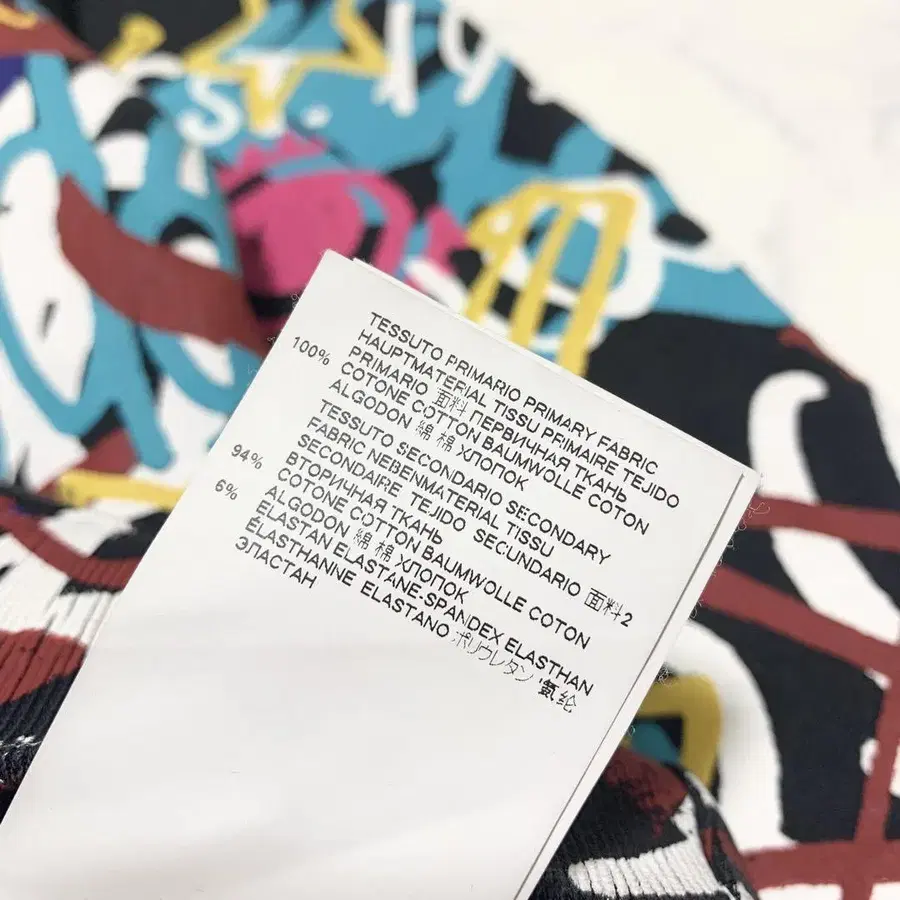 ST.
TESSUTO PRIMARIO PRIMARY FABRIC
HAUPTMATERIAL TISSU PRIMAIRE TEJIDO
PRIMARIO 面料 ПЕРВИЧНАЯ ТКАНЬ
100% COTONE COTTON BAUMWOLLE COTON
ALGODON 綿 棉 ХЛОПОК
TESSUTO SECONDARIO SECONDARY
FABRIC NEBENMATERIAL TISSU
SECONDAIRE TEJIDO SECUNDARIO 面料2
ВТОРИЧНАЯ ТКАНЬ
94% COTONE COTTON BAUMWOLLE COTON
ALGODON 綿 棉 ХЛОПОК
6% ELASTAN ELASTANE-SPANDEX ELASTHAN
ÉLASTHANNE ELASTANO ポリウレタン 氨纶
ЭЛАСТАН